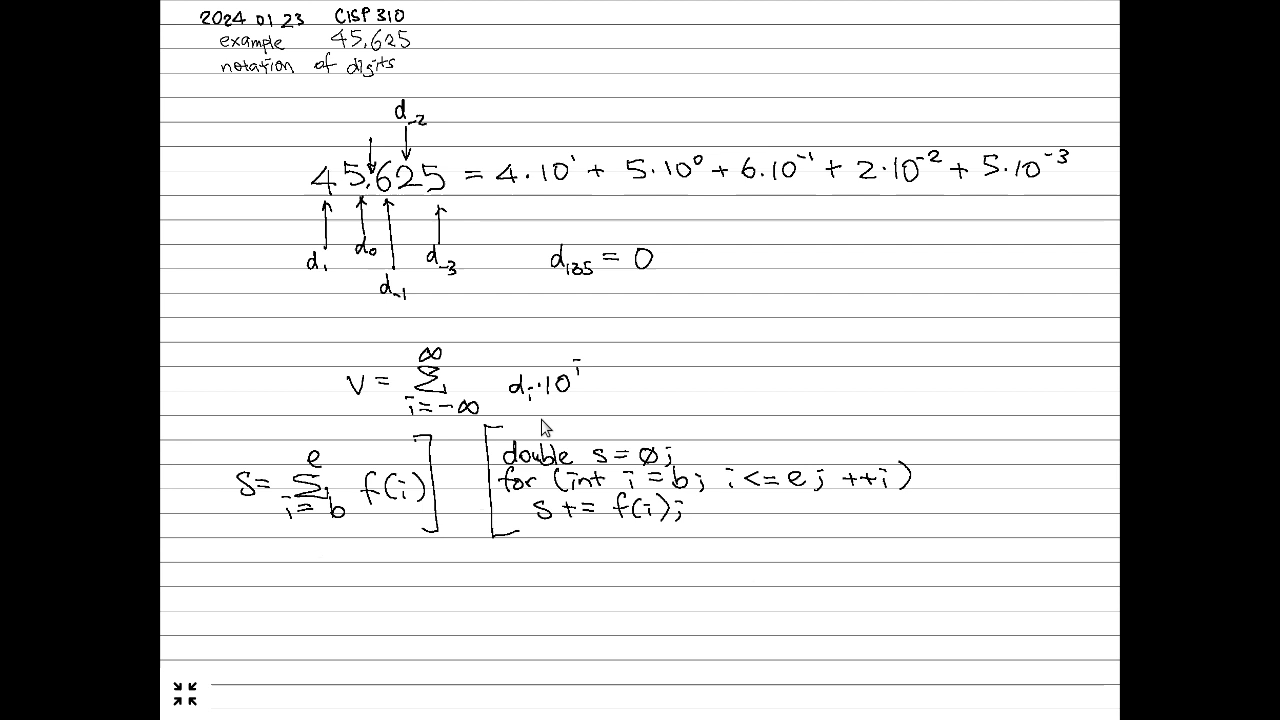 2024 01 23 CISP 310
example 45.625
notation of digits
d₋₂
45.625 = 4·10¹ + 5·10⁰ + 6·10⁻¹ + 2·10⁻² + 5·10⁻³
d₁ d₀ d₋₁ d₋₃ d₁₃₅ = 0
V = ∞ Σ i=-∞ dᵢ·10ⁱ
S = e Σ i=b f(i)
double s = 0;
for (int i = b; i <= e; ++i)
s += f(i);